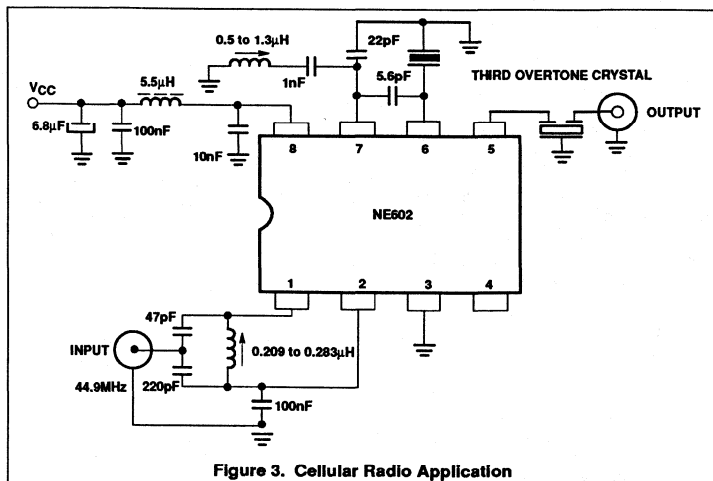 0.5 to 1.3μH
22pF
1nF
5.6pF
THIRD OVERTONE CRYSTAL
VCC
5.5μH
OUTPUT
6.8μF
100nF
10nF
8 7 6 5
NE602
1 2 3 4
47pF
INPUT
0.209 to 0.283μH
44.9MHz
220pF
100nF
Figure 3. Cellular Radio Application